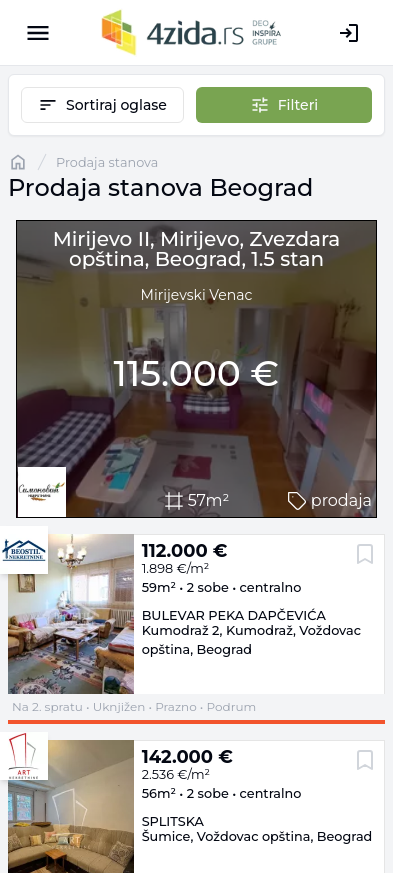 4zida.rs
DEO
INSPIRA
GRUPE
Sortiraj oglase
Filteri
/ Prodaja stanova
Prodaja stanova Beograd
Mirijevo II, Mirijevo, Zvezdara
opština, Beograd, 1.5 stan
Mirijevski Venac
115.000 €
57m²
prodaja
BEOSTIL
NEKRETNINE
112.000 €
1.898 €/m²
59m² • 2 sobe • centralno
BULEVAR PEKA DAPČEVIĆA
Kumodraž 2, Kumodraž, Voždovac
opština, Beograd
Na 2. spratu • Uknjižen • Prazno • Podrum
ART
NEKRETNINE
142.000 €
2.536 €/m²
56m² • 2 sobe • centralno
SPLITSKA
Šumice, Voždovac opština, Beograd